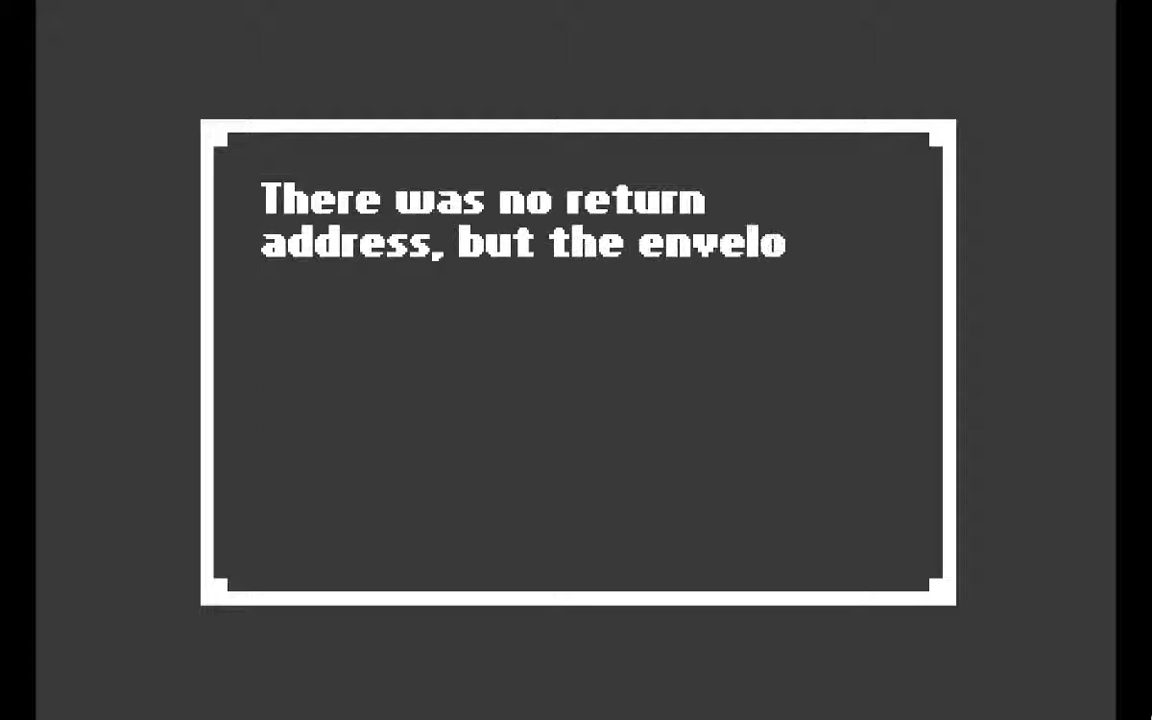 There was no return
address, but the envelo